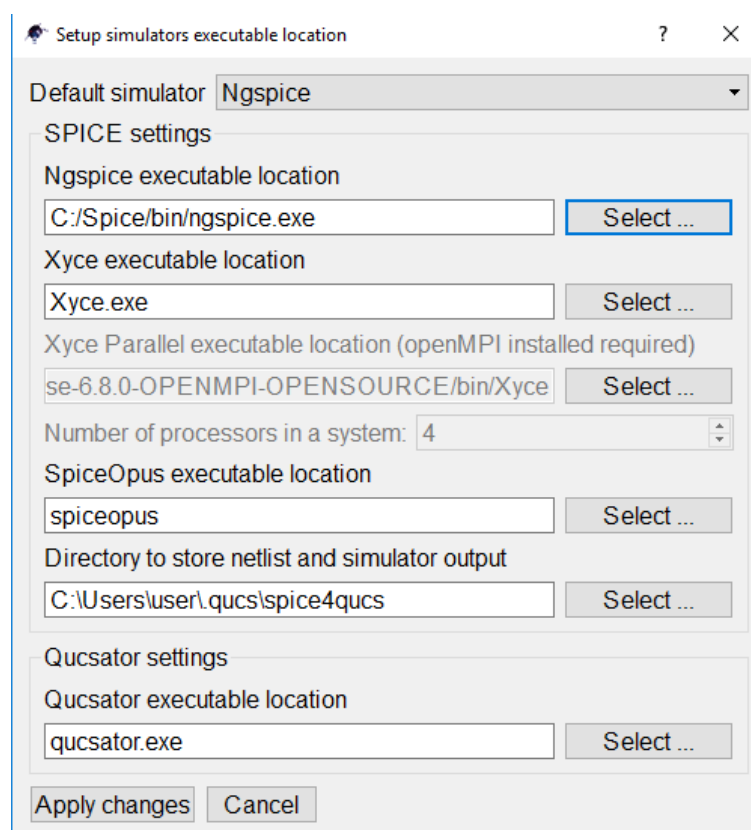 Setup simulators executable location ?
Default simulator Ngspice
SPICE settings
Ngspice executable location
C:/Spice/bin/ngspice.exe Select ...
Xyce executable location
Xyce.exe Select ...
Xyce Parallel executable location (openMPI installed required)
se-6.8.0-OPENMPI-OPENSOURCE/bin/Xyce Select ...
Number of processors in a system: 4
SpiceOpus executable location
spiceopus Select ...
Directory to store netlist and simulator output
C:\Users\user\.qucs\spice4qucs Select ...
Qucsator settings
Qucsator executable location
qucsator.exe Select ...
Apply changes Cancel